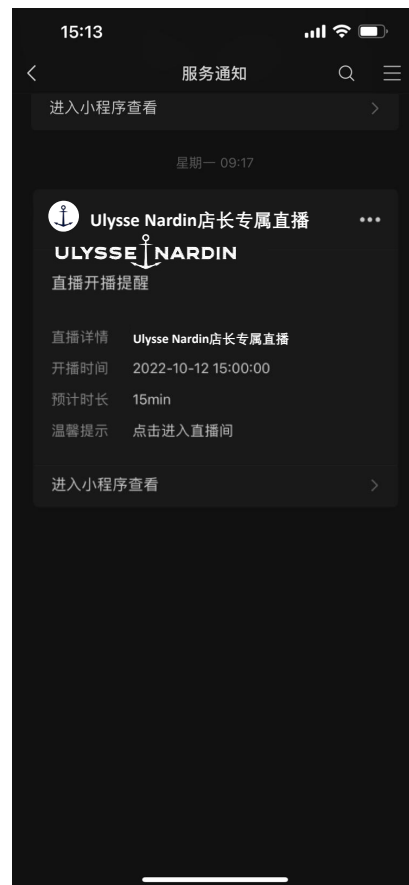 15:13
服务通知
进入小程序查看
星期一 09:17
Ulysse Nardin店长专属直播
ULYSSE NARDIN
直播开播提醒
直播详情 Ulysse Nardin店长专属直播
开播时间 2022-10-12 15:00:00
预计时长 15min
温馨提示 点击进入直播间
进入小程序查看